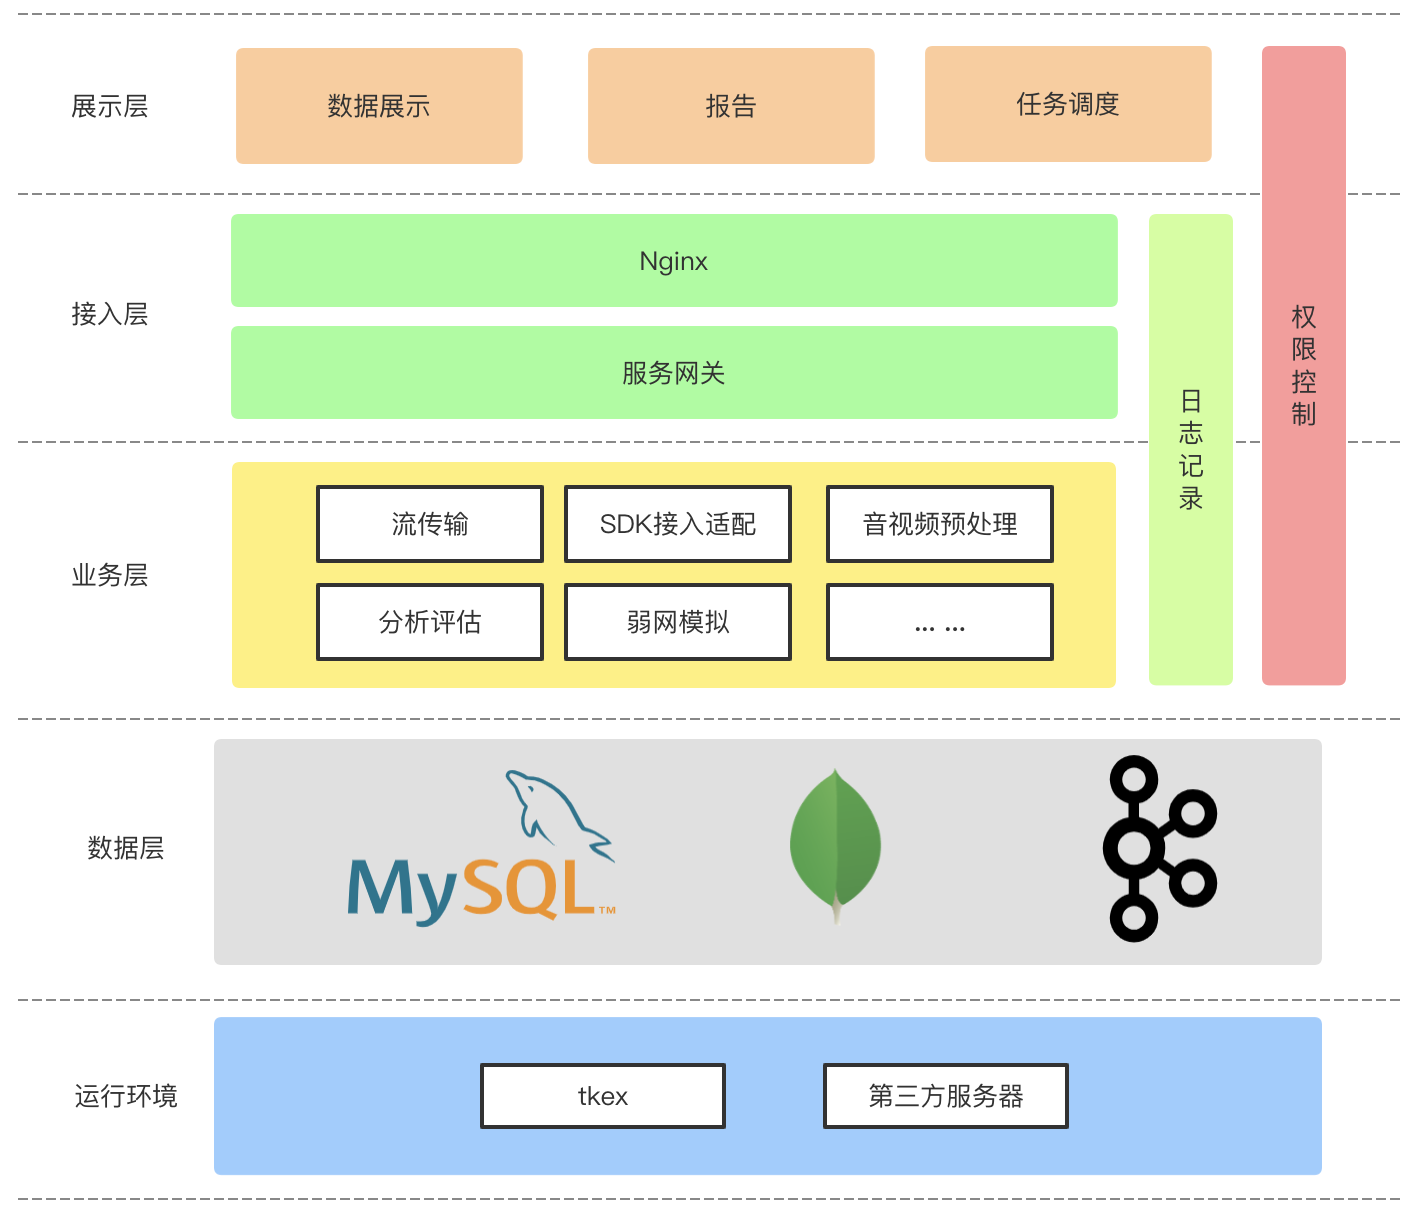 展示层
数据展示
报告
任务调度
接入层
Nginx
服务网关
权限控制
日志记录
业务层
流传输
SDK接入适配
音视频预处理
分析评估
弱网模拟
... ...
数据层
MySQL™
运行环境
tkex
第三方服务器